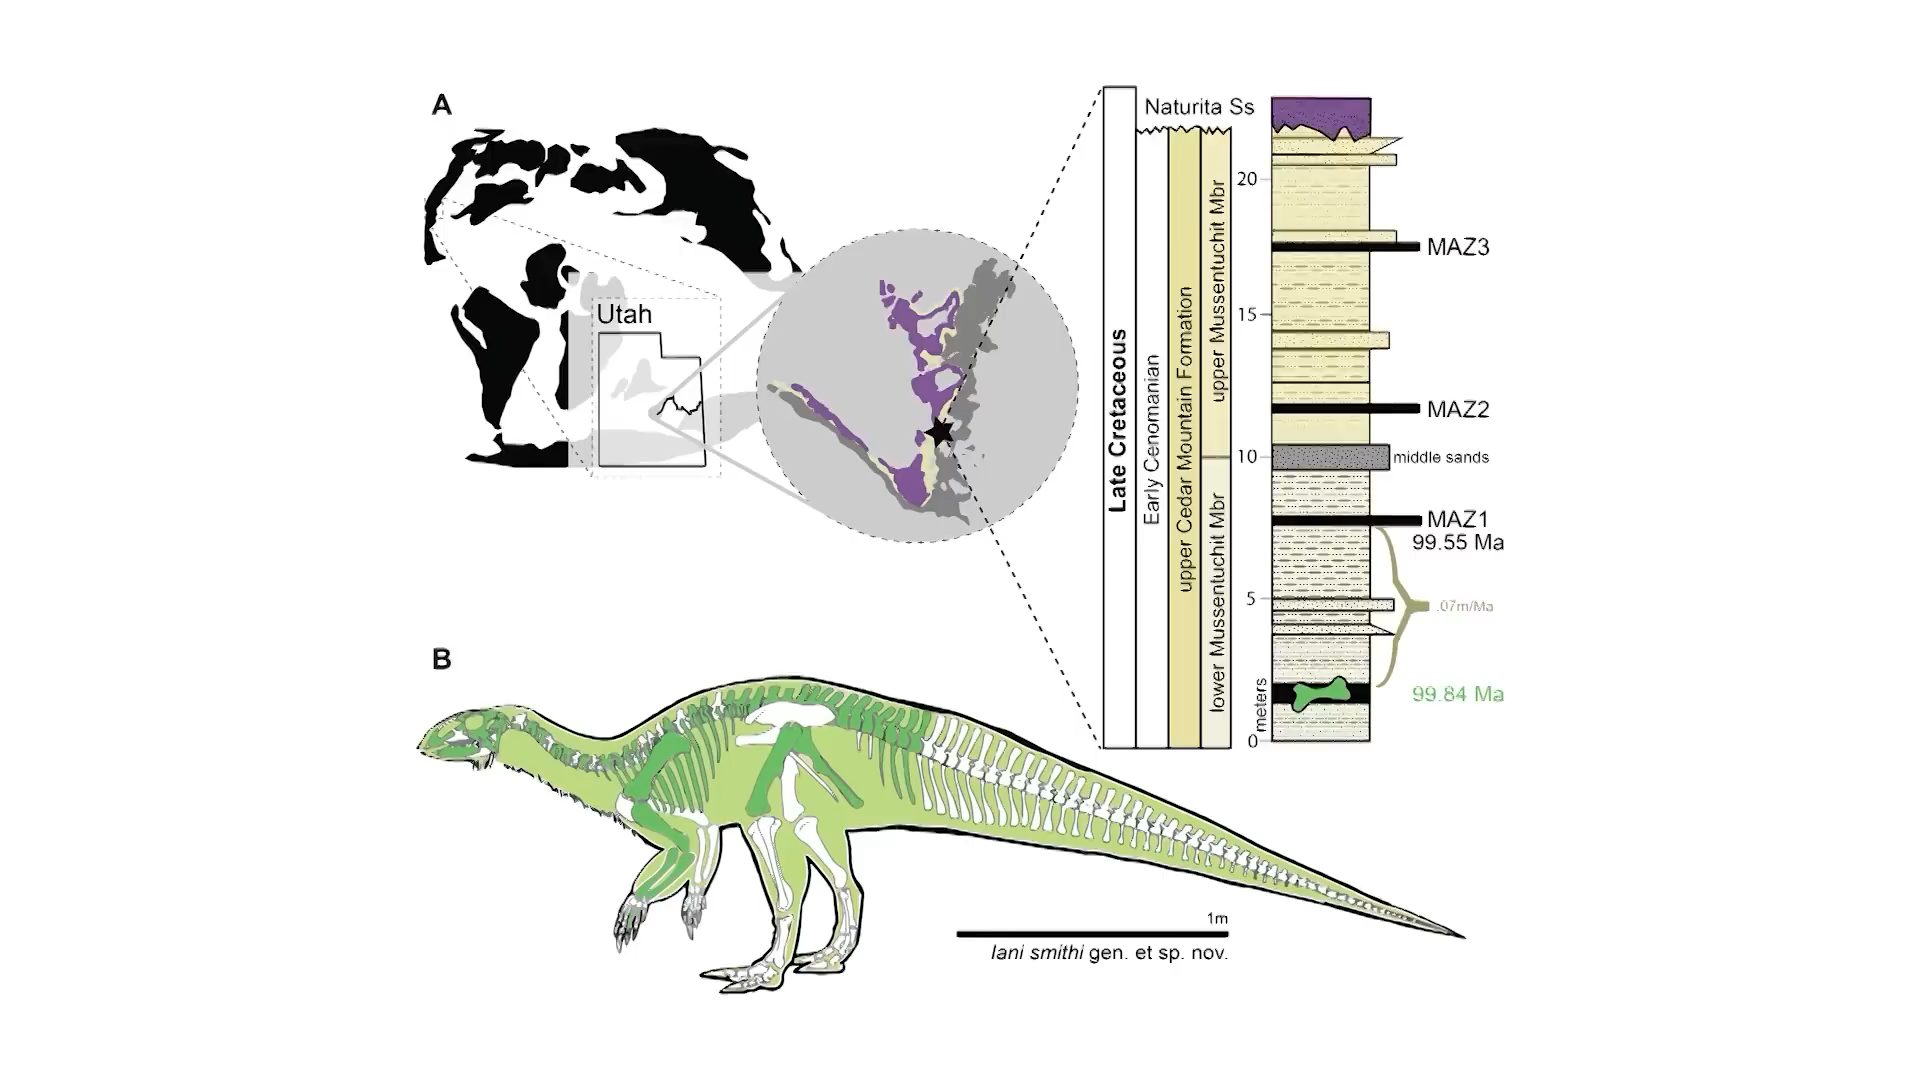 A
Utah
Naturita Ss
Late Cretaceous
Early Cenomanian
upper Cedar Mountain Formation
upper Mussentuchit Mbr
lower Mussentuchit Mbr
20
15
10
5
0
meters
MAZ3
MAZ2
middle sands
MAZ1
99.55 Ma
.07m/Ma
99.84 Ma
B
1m
Iani smithi gen. et sp. nov.